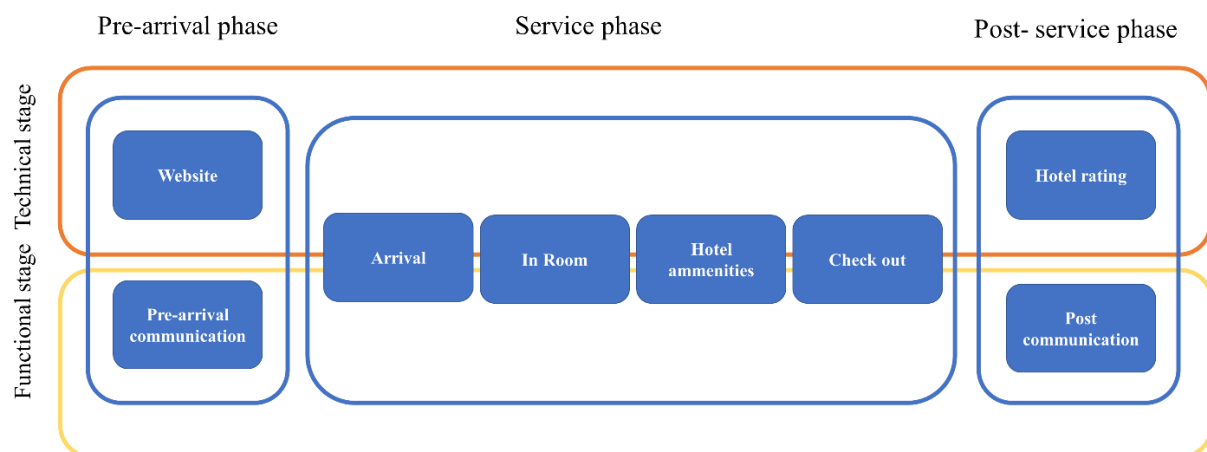 Pre-arrival phase
Service phase
Post- service phase
Technical stage
Functional stage
Website
Hotel rating
Arrival
In Room
Hotel
ammenities
Check out
Pre-arrival
communication
Post
communication